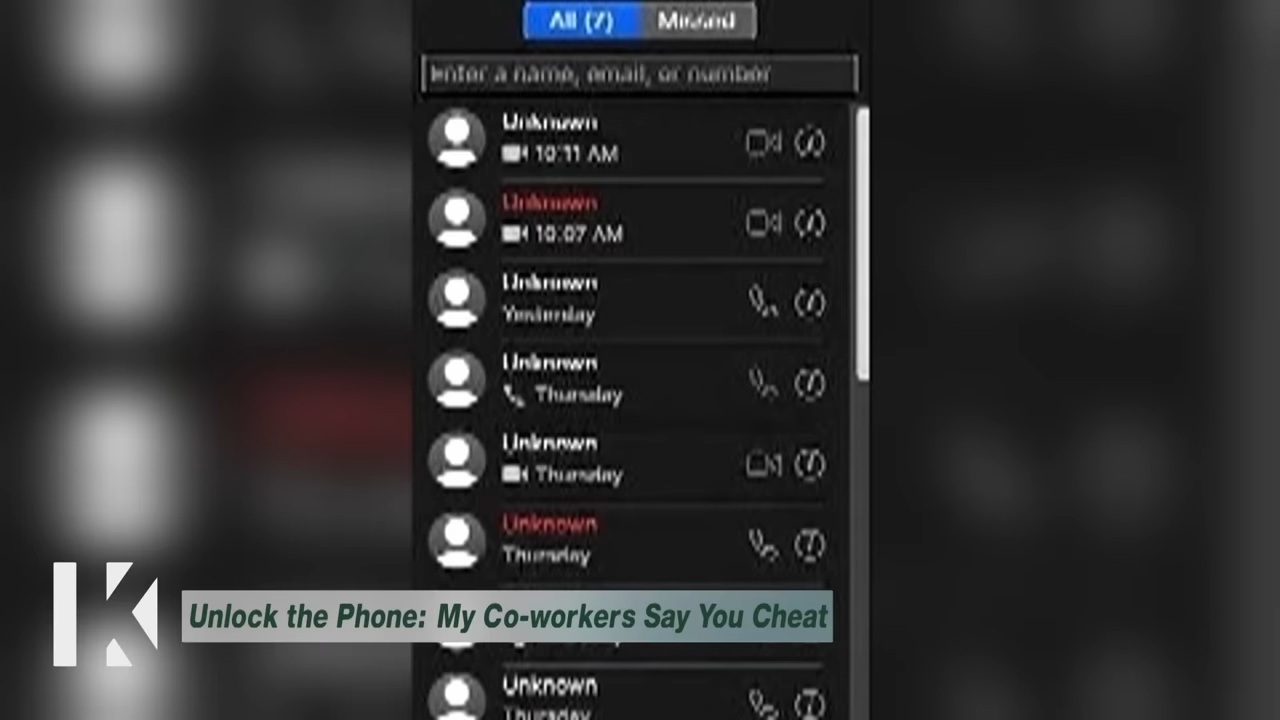 All (7) Missed
Enter a name, email, or number
Unknown
10:11 AM
Unknown
10:07 AM
Unknown
Yesterday
Unknown
Thursday
Unknown
Thursday
Unknown
Thursday
K
Unlock the Phone: My Co-workers Say You Cheat
Unknown
Thursday